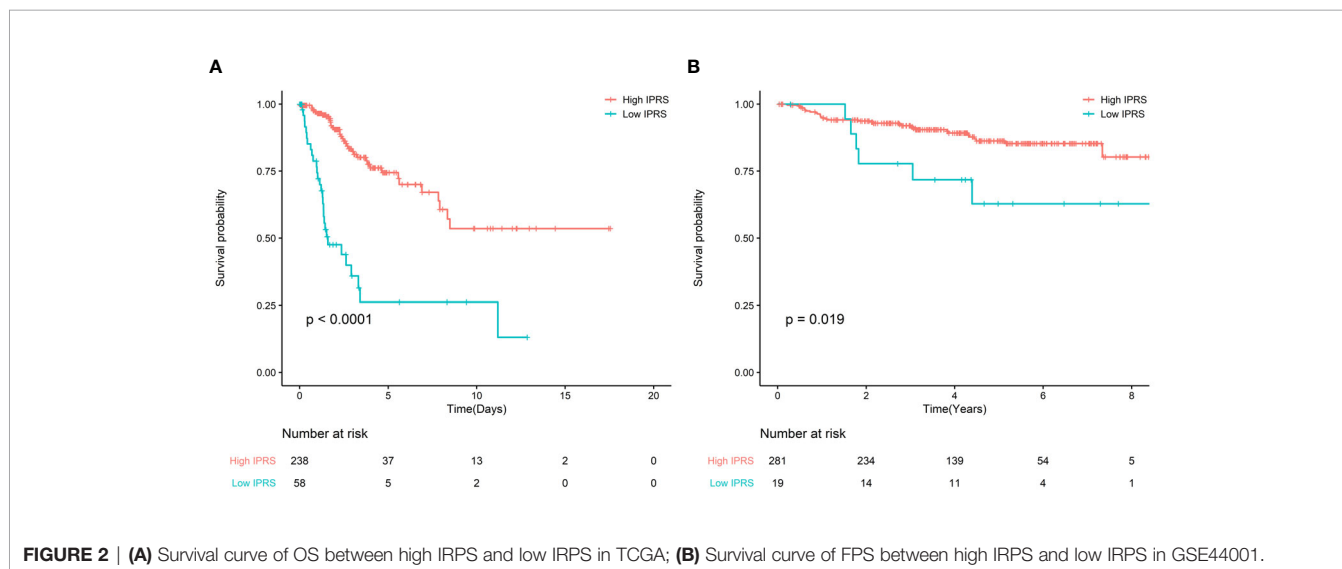 A
1.00
0.75
0.50
0.25
0.00
Survival probability
High IPRS
Low IPRS
p < 0.0001
0 5 10 15 20
Time(Days)
Number at risk
High IPRS 238 37 13 2 0
Low IPRS 58 5 2 0 0
B
1.00
0.75
0.50
0.25
0.00
Survival probability
High IPRS
Low IPRS
p = 0.019
0 2 4 6 8
Time(Years)
Number at risk
High IPRS 281 234 139 54 5
Low IPRS 19 14 11 4 1
FIGURE 2 | (A) Survival curve of OS between high IRPS and low IRPS in TCGA; (B) Survival curve of FPS between high IRPS and low IRPS in GSE44001.